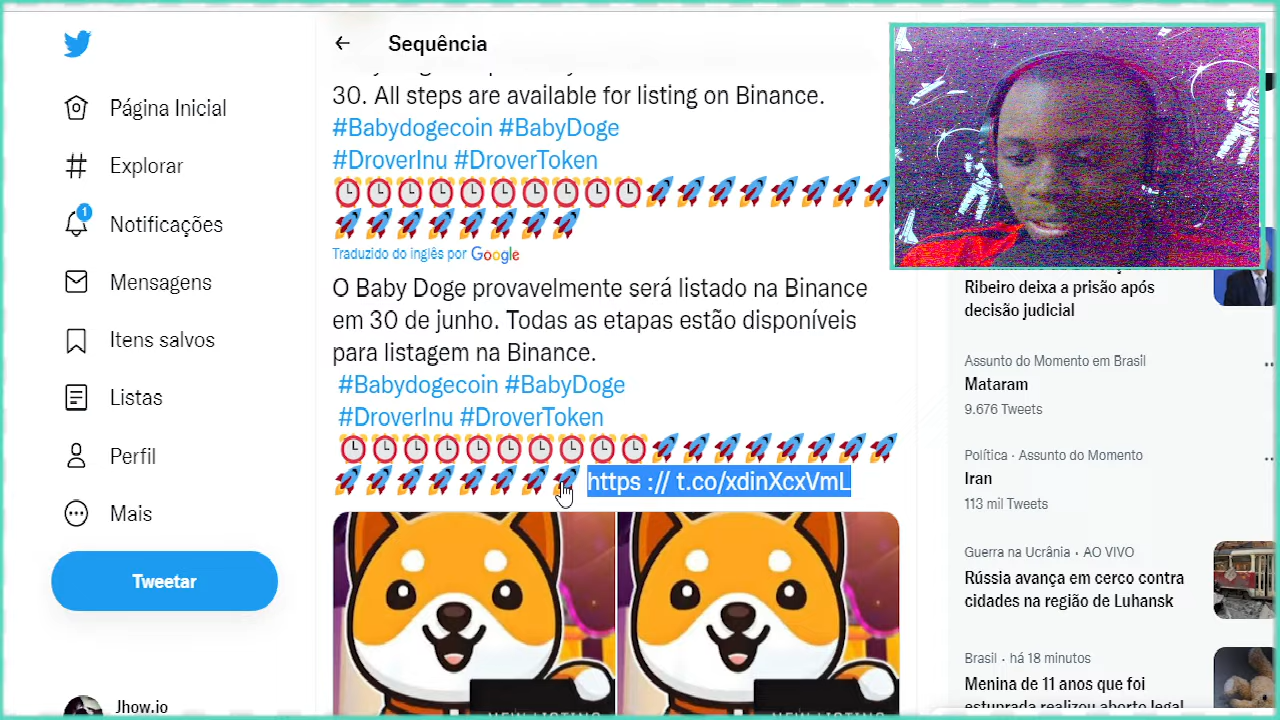 Sequência
30. All steps are available for listing on Binance.
#Babydogecoin #BabyDoge
#DroverInu #DroverToken
Traduzido do inglês por Google
O Baby Doge provavelmente será listado na Binance
em 30 de junho. Todas as etapas estão disponíveis
para listagem na Binance.
#Babydogecoin #BabyDoge
#DroverInu #DroverToken
https :// t.co/xdinXcxVmL
Página Inicial
Explorar
1
Notificações
Mensagens
Itens salvos
Listas
Perfil
Mais
Tweetar
Jhow.io
Ribeiro deixa a prisão após
decisão judicial
Assunto do Momento em Brasil
Mataram
9.676 Tweets
Política · Assunto do Momento
Iran
113 mil Tweets
Guerra na Ucrânia · AO VIVO
Rússia avança em cerco contra
cidades na região de Luhansk
Brasil · há 18 minutos
Menina de 11 anos que foi
estuprada realizou aborto legal